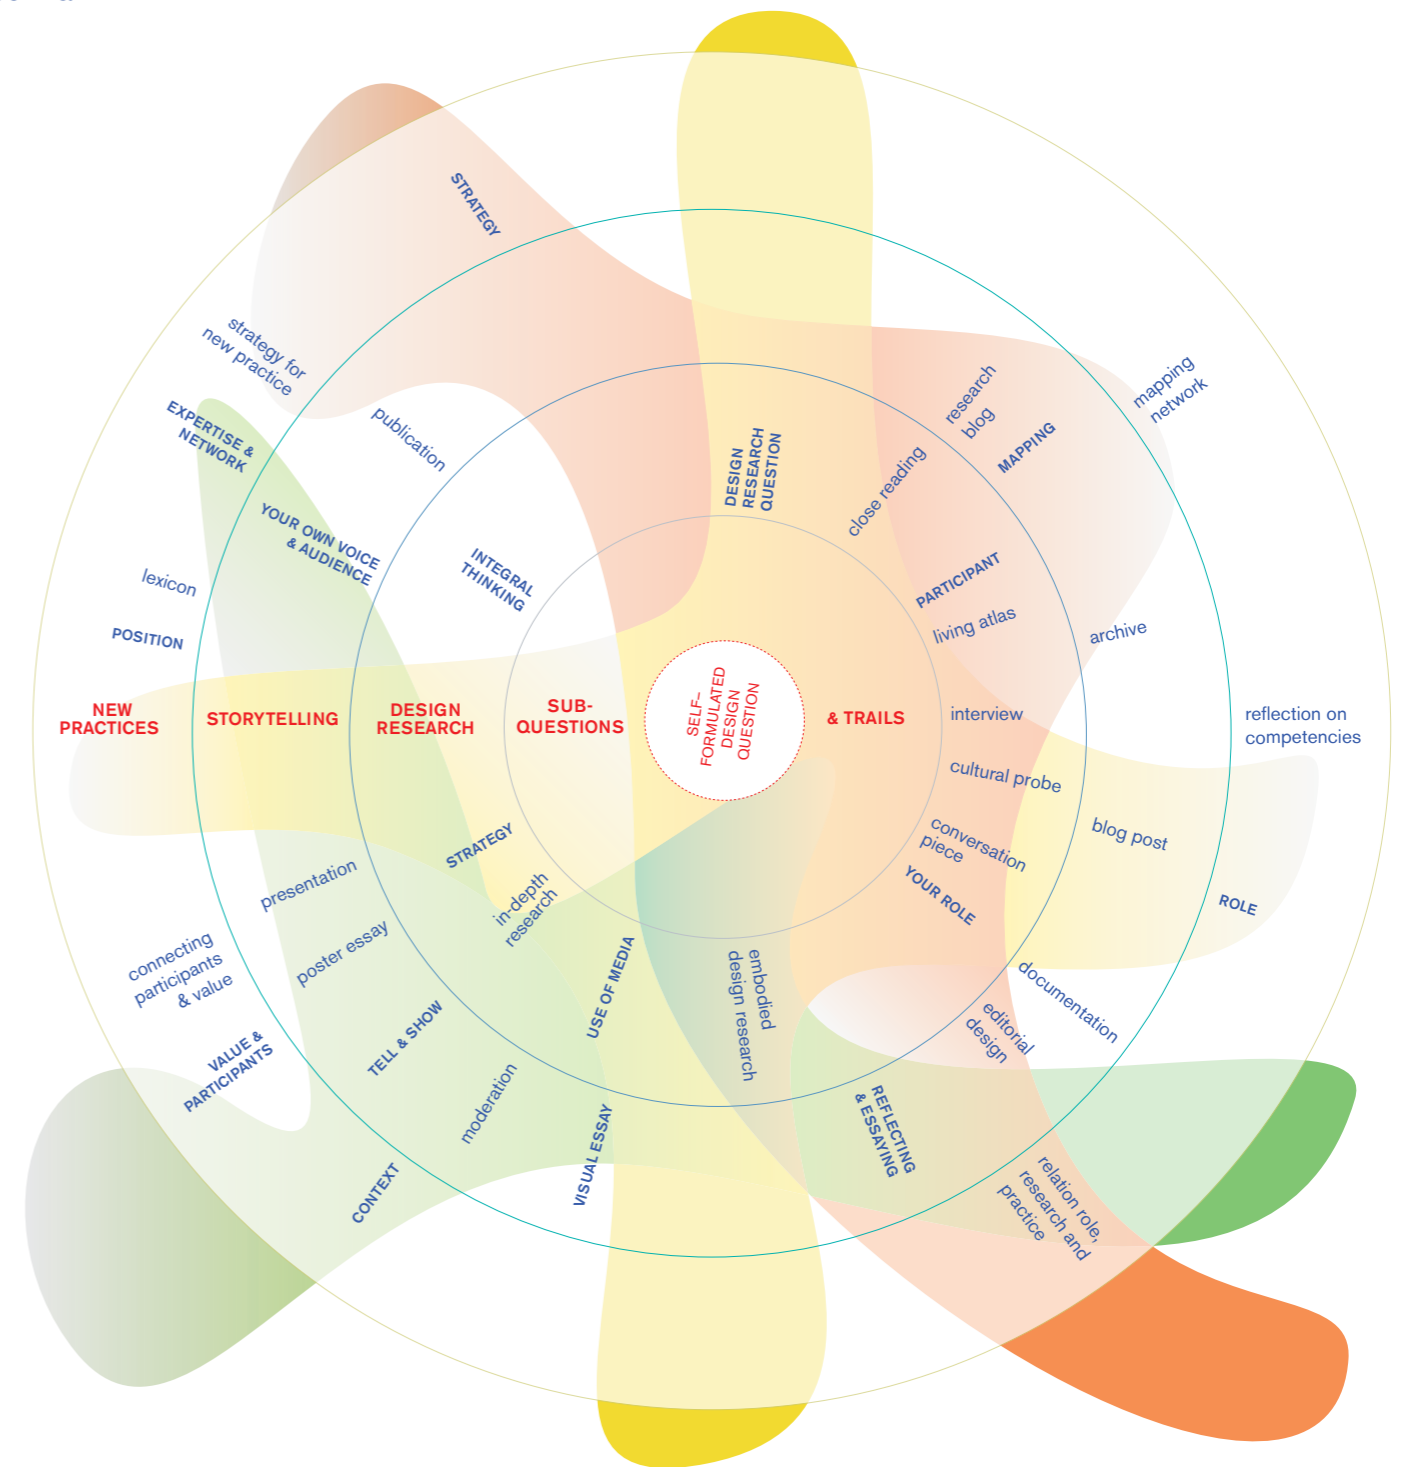 STRATEGY
strategy for
new practice
publication
EXPERTISE &
NETWORK
YOUR OWN VOICE
& AUDIENCE
INTEGRAL
THINKING
DESIGN
RESEARCH
QUESTION
research
blog
close reading
MAPPING
mapping
network
PARTICIPANT
living atlas
archive
lexicon
POSITION
NEW
PRACTICES
STORYTELLING
DESIGN
RESEARCH
SUB-
QUESTIONS
SELF–
FORMULATED
DESIGN
QUESTION
& TRAILS
interview
reflection on
competencies
cultural probe
conversation
piece
blog post
YOUR ROLE
ROLE
STRATEGY
in-depth
research
presentation
poster essay
connecting
participants
& value
VALUE &
PARTICIPANTS
TELL & SHOW
USE OF MEDIA
embodied
design research
documentation
editorial
design
moderation
VISUAL ESSAY
CONTEXT
REFLECTING
& ESSAYING
relation role,
research and
practice